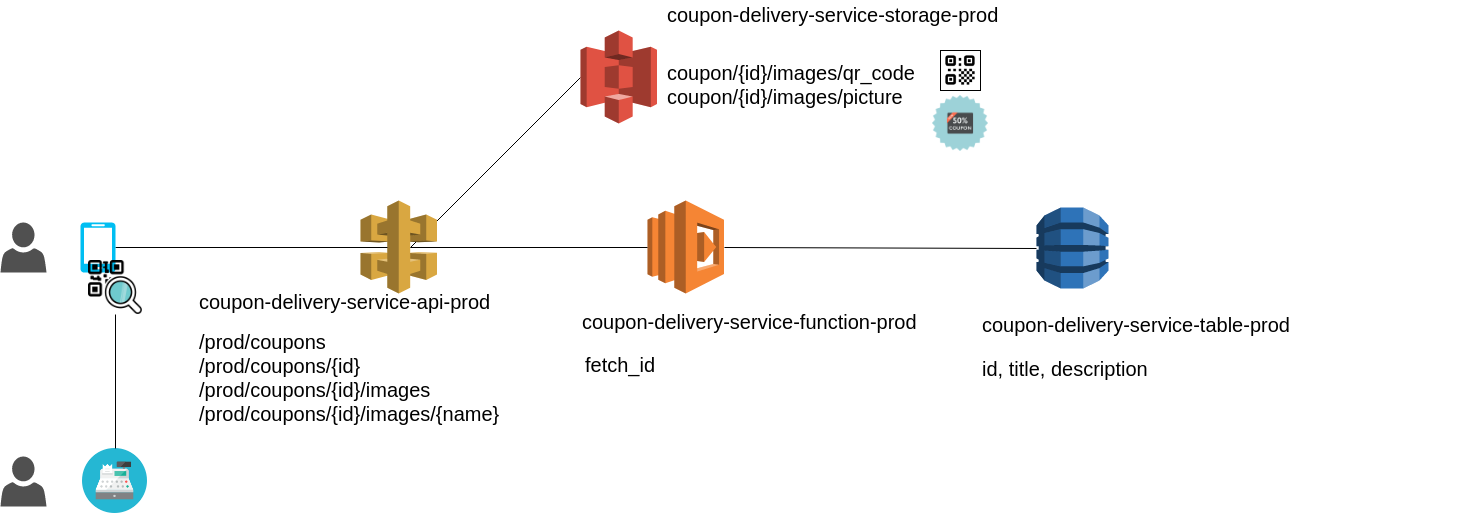 coupon-delivery-service-storage-prod
coupon/{id}/images/qr_code
coupon/{id}/images/picture
50%
COUPON
coupon-delivery-service-api-prod
/prod/coupons
/prod/coupons/{id}
/prod/coupons/{id}/images
/prod/coupons/{id}/images/{name}
coupon-delivery-service-function-prod
fetch_id
coupon-delivery-service-table-prod
id, title, description